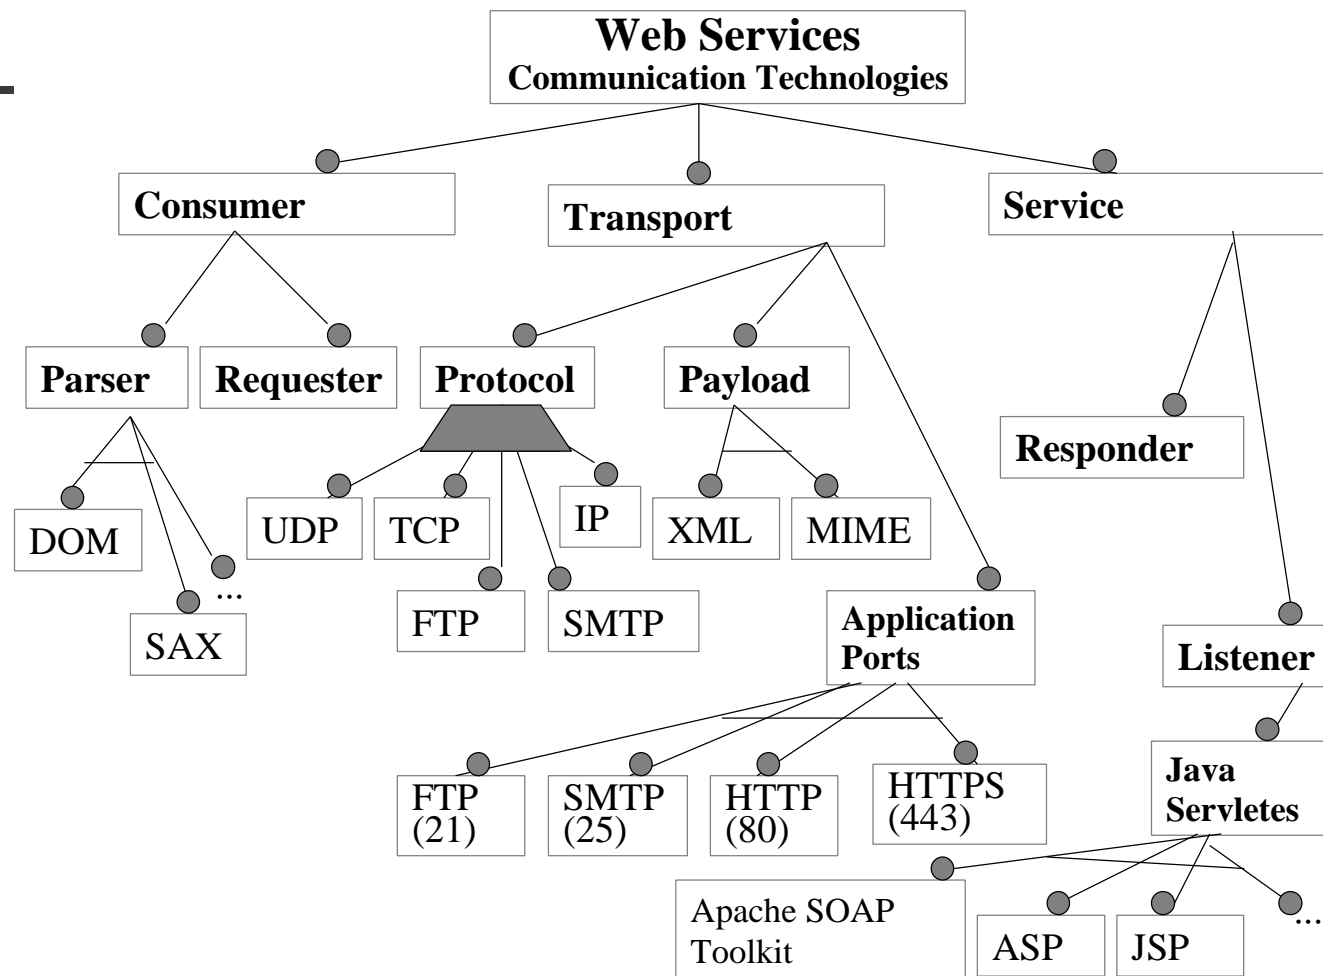 Web Services
Communication Technologies
Consumer
Transport
Service
Parser
Requester
Protocol
Payload
Responder
DOM
UDP
TCP
IP
XML
MIME
...
SAX
FTP
SMTP
Application
Ports
Listener
FTP
(21)
SMTP
(25)
HTTP
(80)
HTTPS
(443)
Java
Servletes
Apache SOAP
Toolkit
ASP
JSP
...